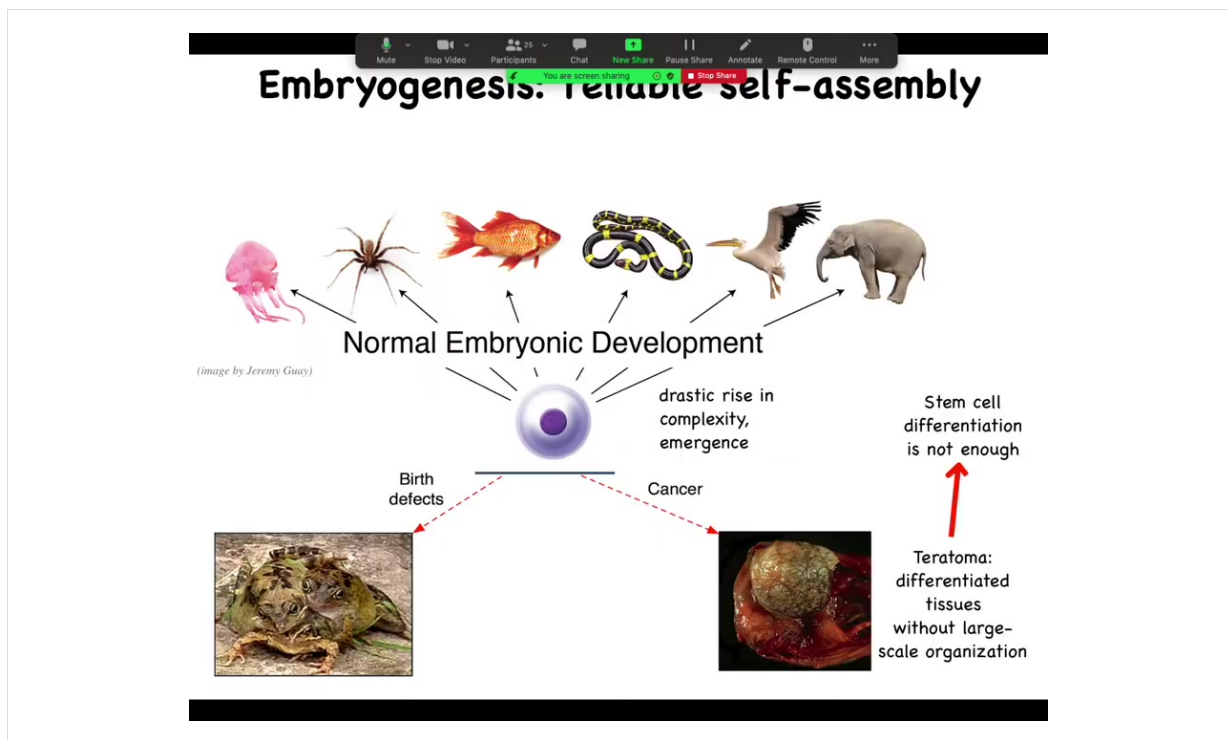 25
Mute
Stop Video
Participants
Chat
New Share
Pause Share
Annotate
Remote Control
More
You are screen sharing
Stop Share
Embryogenesis: reliable self-assembly
Normal Embryonic Development
(image by Jeremy Guay)
drastic rise in
complexity,
emergence
Stem cell
differentiation
is not enough
Birth
defects
Cancer
Teratoma:
differentiated
tissues
without large-
scale organization